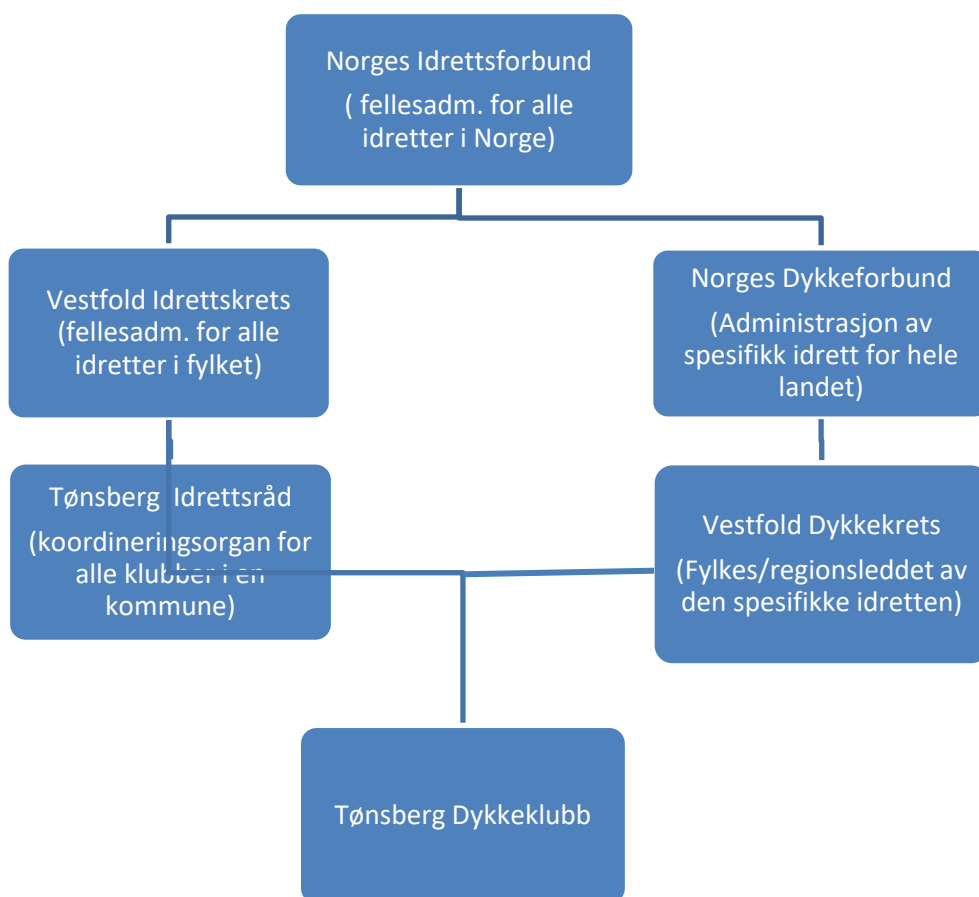 Norges Idrettsforbund
( fellesadm. for alle
idretter i Norge)
Vestfold Idrettskrets
(fellesadm. for alle
idretter i fylket)
Norges Dykkeforbund
(Administrasjon av
spesifikk idrett for hele
landet)
Tønsberg Idrettsråd
(koordineringsorgan for
alle klubber i en
kommune)
Vestfold Dykkekrets
(Fylkes/regionsleddet av
den spesifikke idretten)
Tønsberg Dykkeklubb